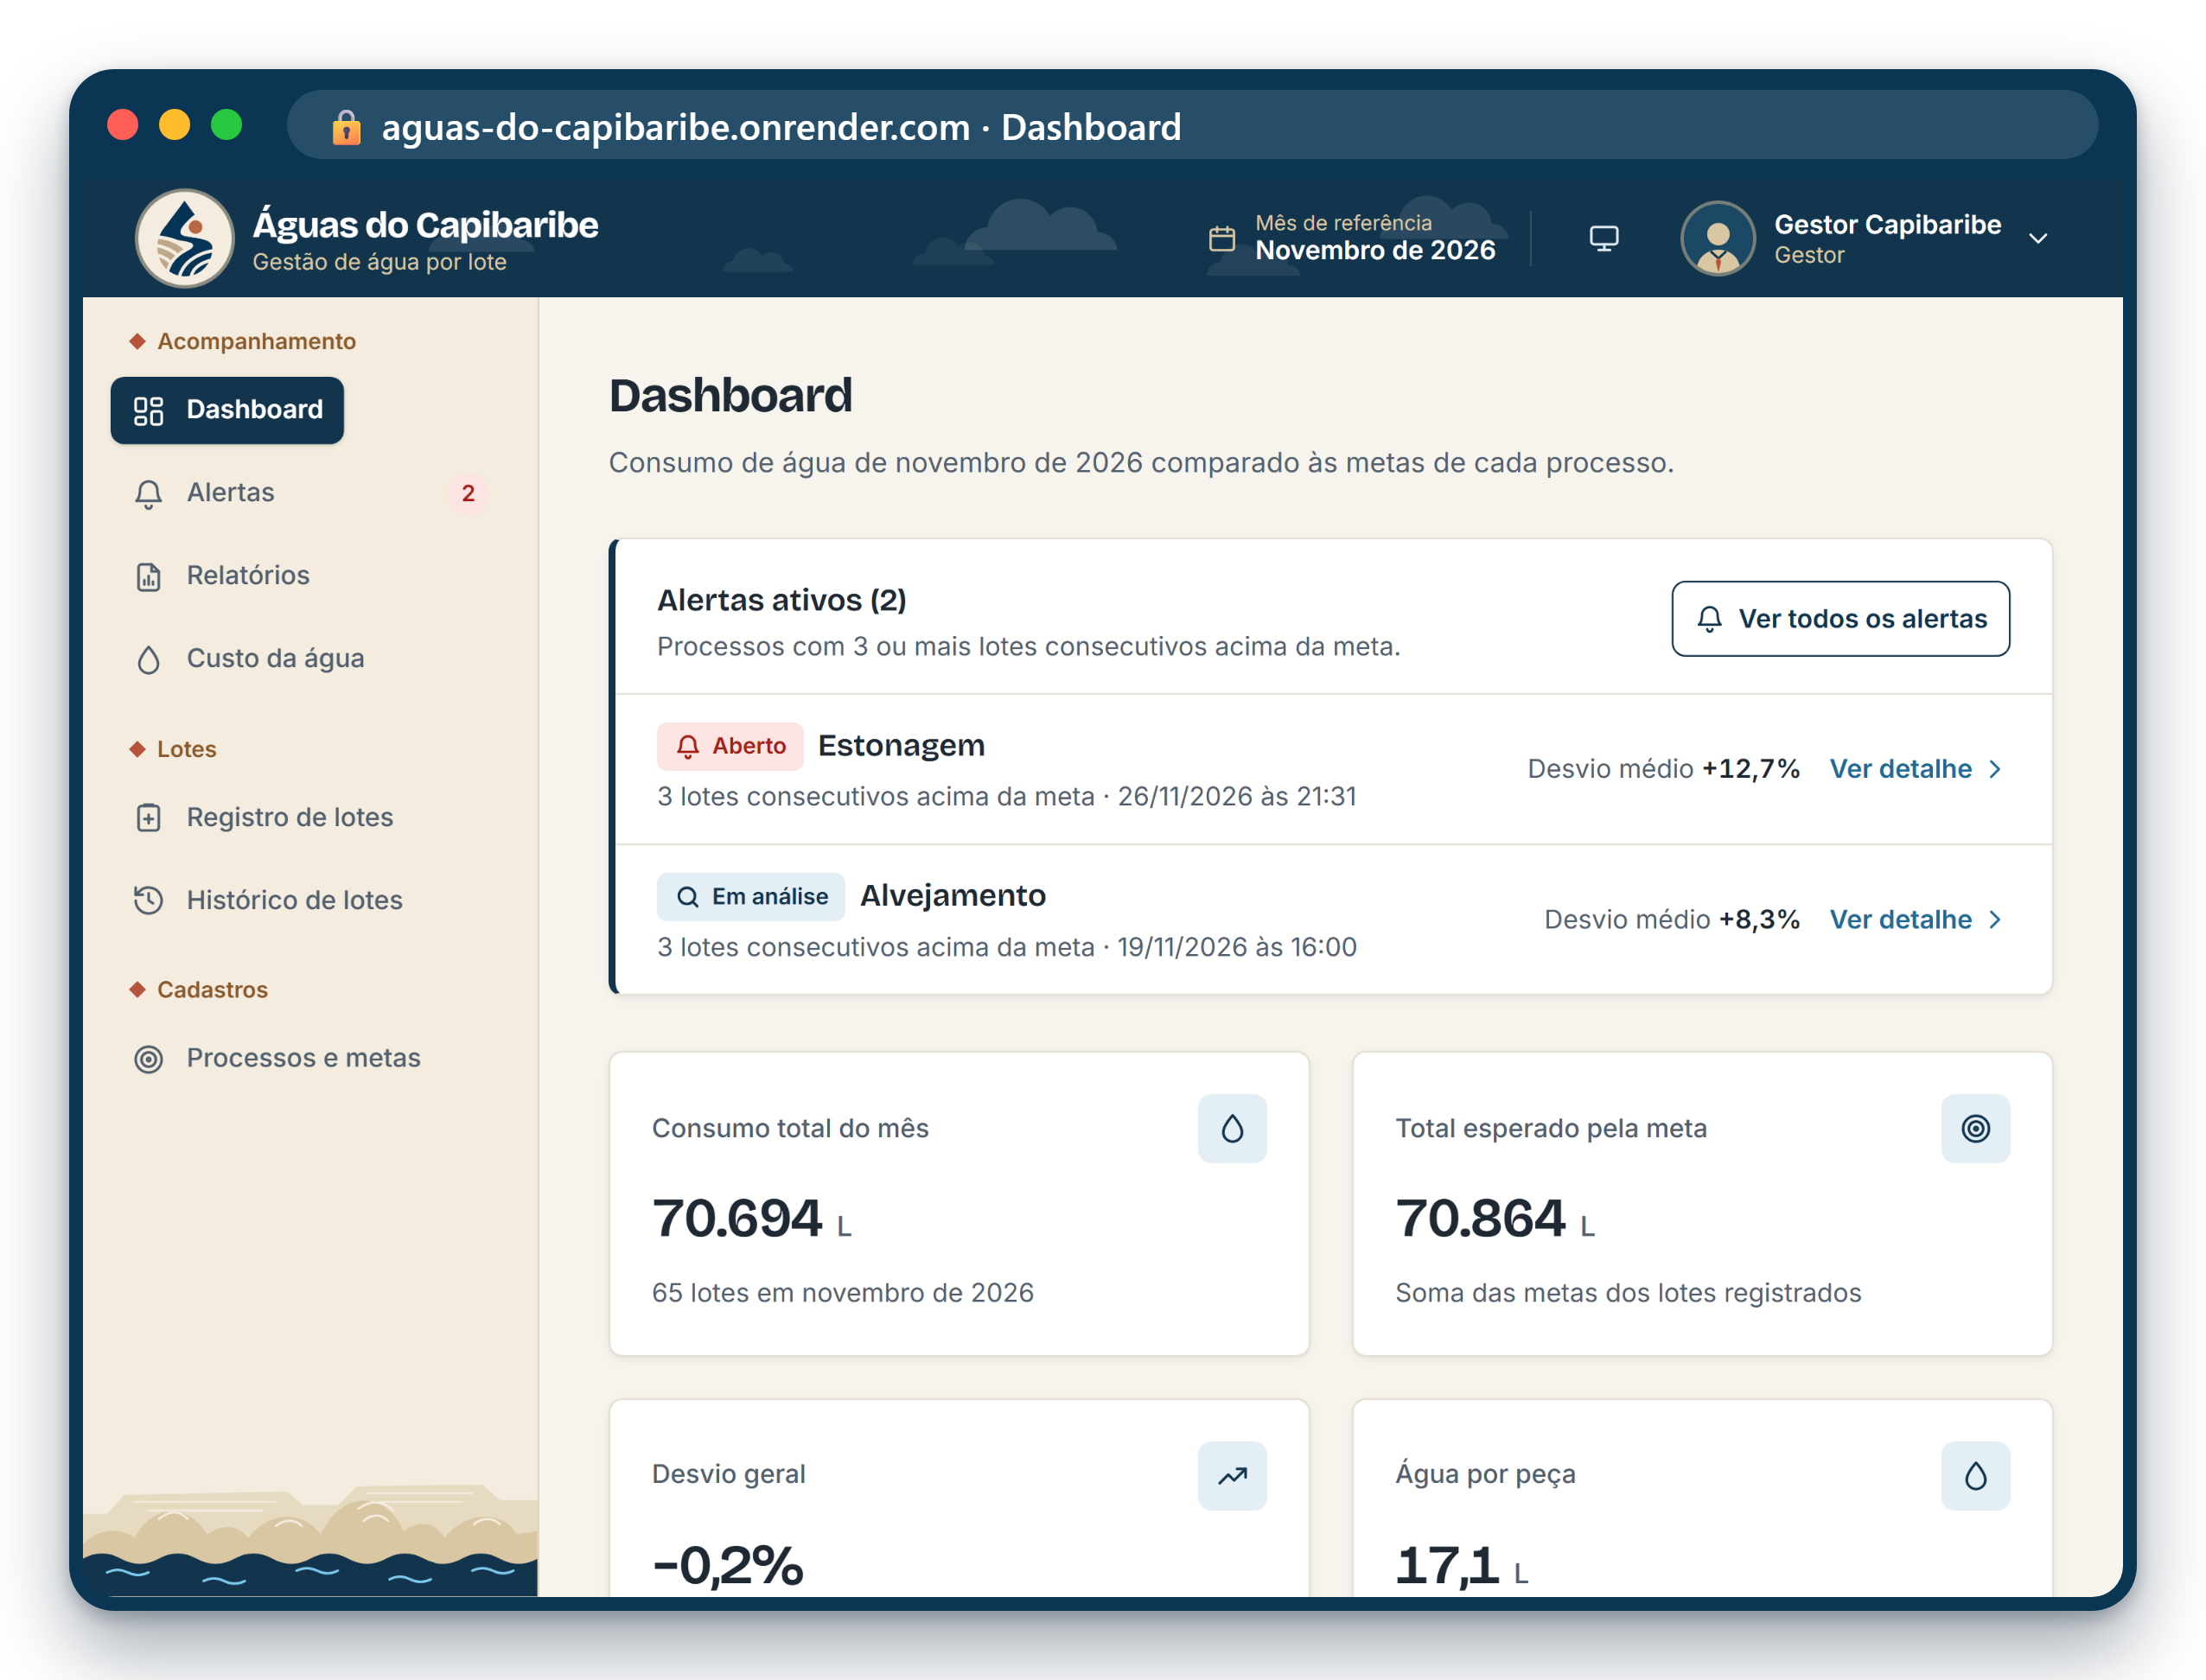 aguas-do-capibaribe.onrender.com · Dashboard
Águas do Capibaribe
Gestão de água por lote
Mês de referência
Novembro de 2026
Gestor Capibaribe
Gestor
Acompanhamento
Dashboard
Alertas
2
Relatórios
Custo da água
Lotes
Registro de lotes
Histórico de lotes
Cadastros
Processos e metas
Dashboard
Consumo de água de novembro de 2026 comparado às metas de cada processo.
Alertas ativos (2)
Processos com 3 ou mais lotes consecutivos acima da meta.
Ver todos os alertas
Aberto Estonagem
3 lotes consecutivos acima da meta · 26/11/2026 às 21:31
Desvio médio +12,7% Ver detalhe
Em análise Alvejamento
3 lotes consecutivos acima da meta · 19/11/2026 às 16:00
Desvio médio +8,3% Ver detalhe
Consumo total do mês
70.694 L
65 lotes em novembro de 2026
Total esperado pela meta
70.864 L
Soma das metas dos lotes registrados
Desvio geral
−0,2%
Água por peça
17,1 L